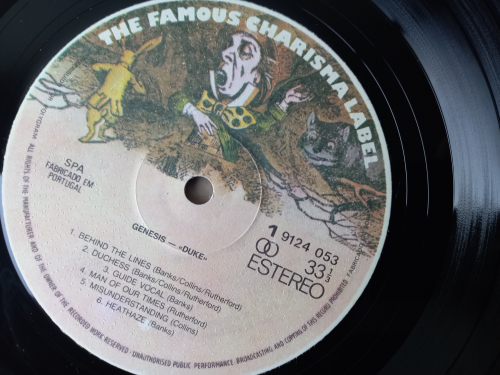 THE FAMOUS CHARISMA LABEL
SPA
FABRICADO EM
PORTUGAL
GENESIS — «DUKE»
1
9124 053
33 1/3
ESTEREO
1. BEHIND THE LINES (Banks/Collins/Rutherford)
2. DUCHESS (Banks/Collins/Rutherford)
3. GUIDE VOCAL (Banks)
4. MAN OF OUR TIMES (Rutherford)
5. MISUNDERSTANDING (Collins)
6. HEATHAZE (Banks)
POLYGRAM ALL RIGHTS OF THE MANUFACTURER AND OF THE OWNER OF THE RECORDED WORK RESERVED · UNAUTHORISED PUBLIC PERFORMANCE BROADCASTING AND COPYING OF THIS RECORD PROHIBITED